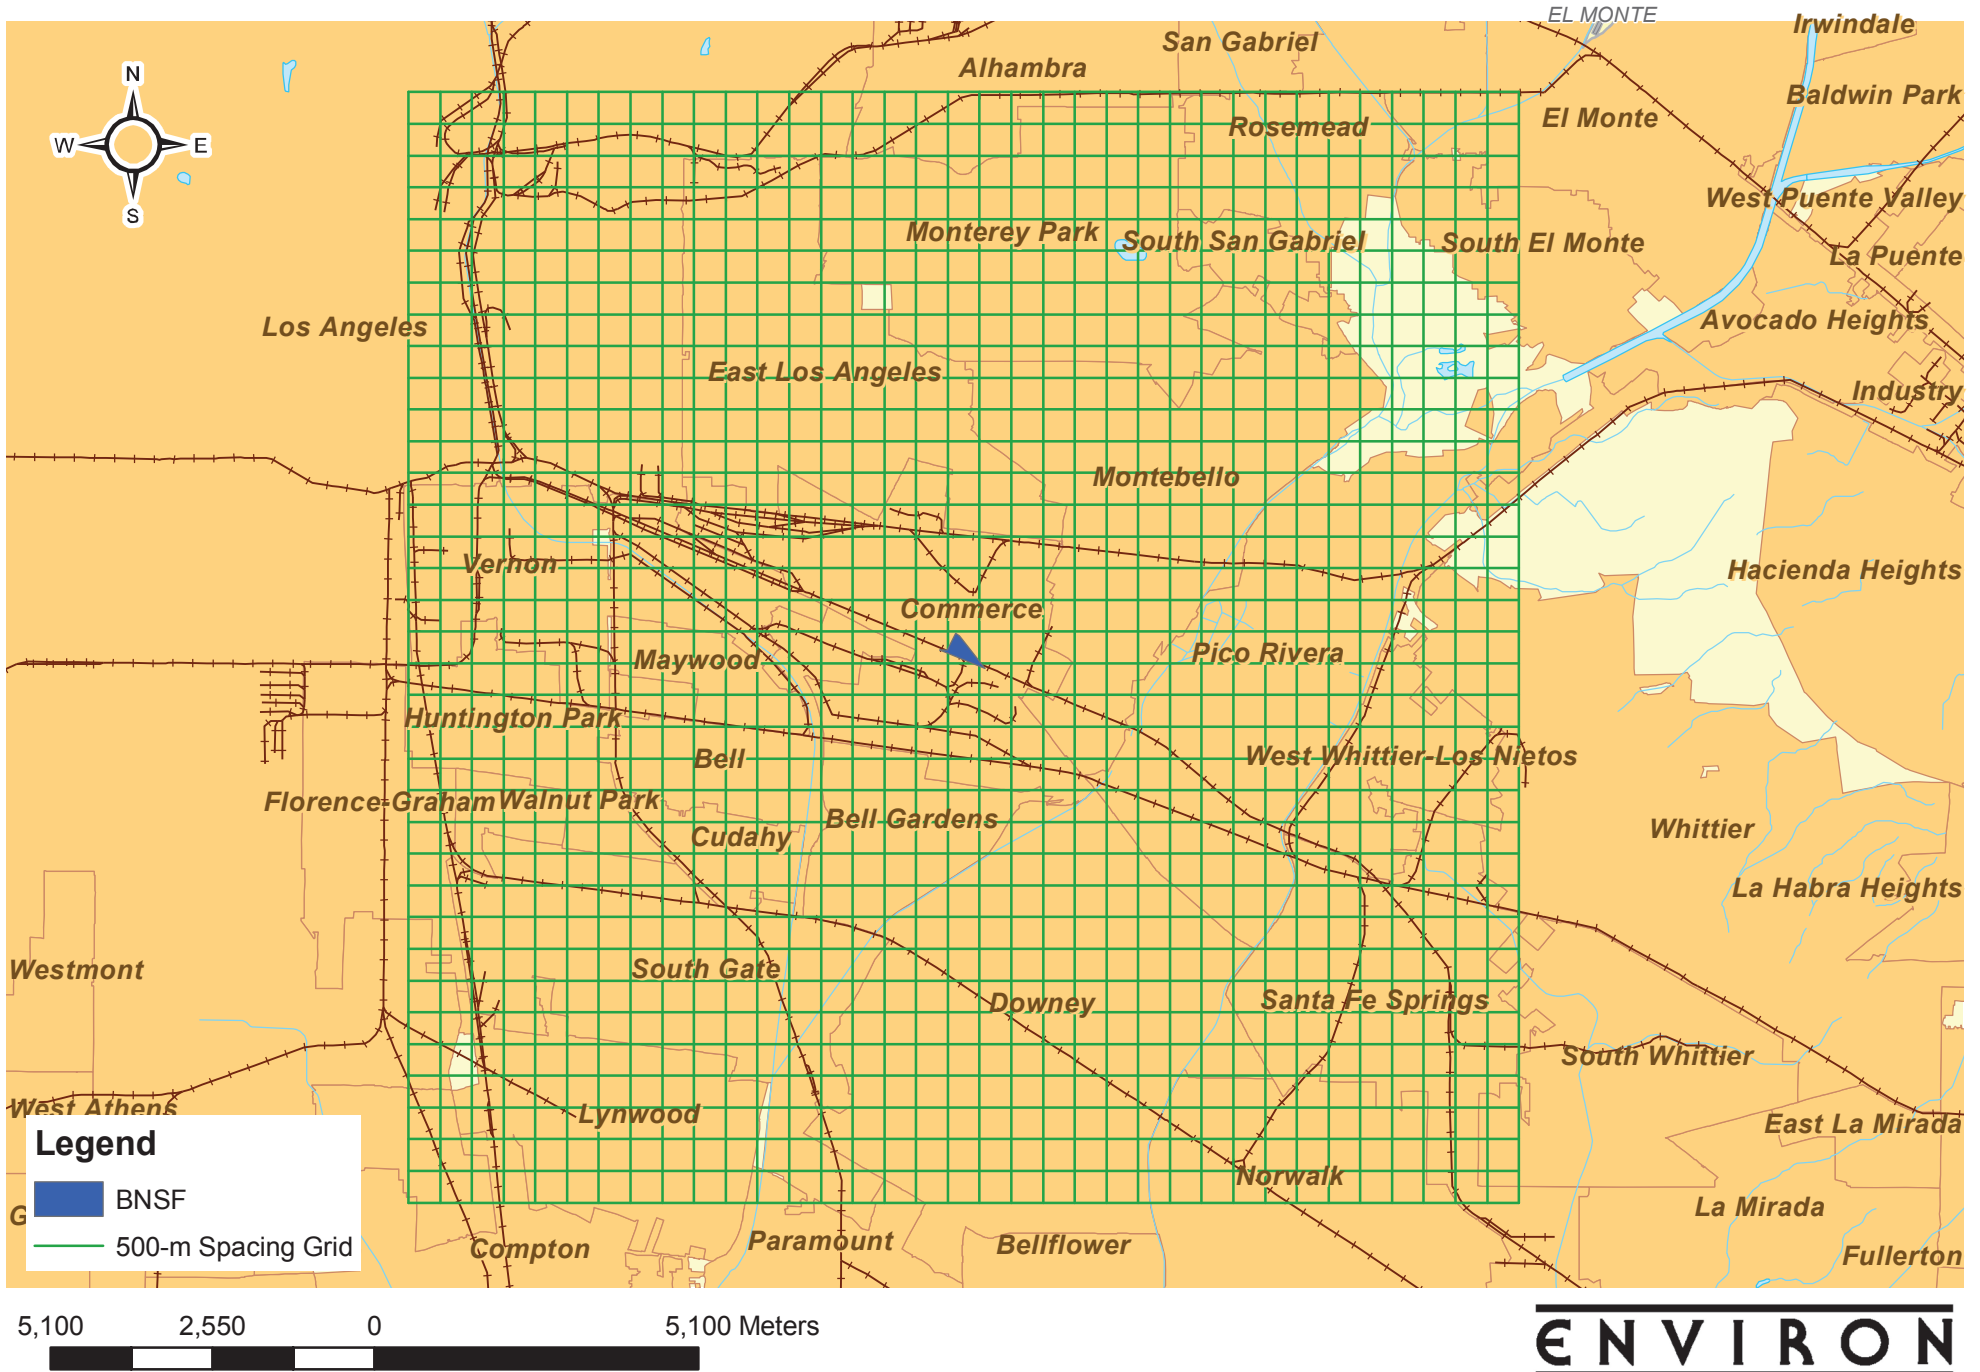 EL MONTE
Irwindale
San Gabriel
Alhambra
N
Baldwin Park
El Monte
Rosemead
W
E
West Puente Valley
S
Monterey Park
South San Gabriel
South El Monte
La Puente
Los Angeles
Avocado Heights
East Los Angeles
Industry
Montebello
Vernon
Hacienda Heights
Commerce
Maywood
Pico Rivera
Huntington Park
Bell
West Whittier-Los Nietos
Florence-Graham
Walnut Park
Bell Gardens
Whittier
Cudahy
La Habra Heights
Westmont
South Gate
Downey
Santa Fe Springs
South Whittier
West Athens
Lynwood
East La Mirada
Legend
Norwalk
BNSF
G
La Mirada
500-m Spacing Grid
Compton
Paramount
Bellflower
Fullerton
5,100
2,550
0
5,100 Meters
ENVIRON